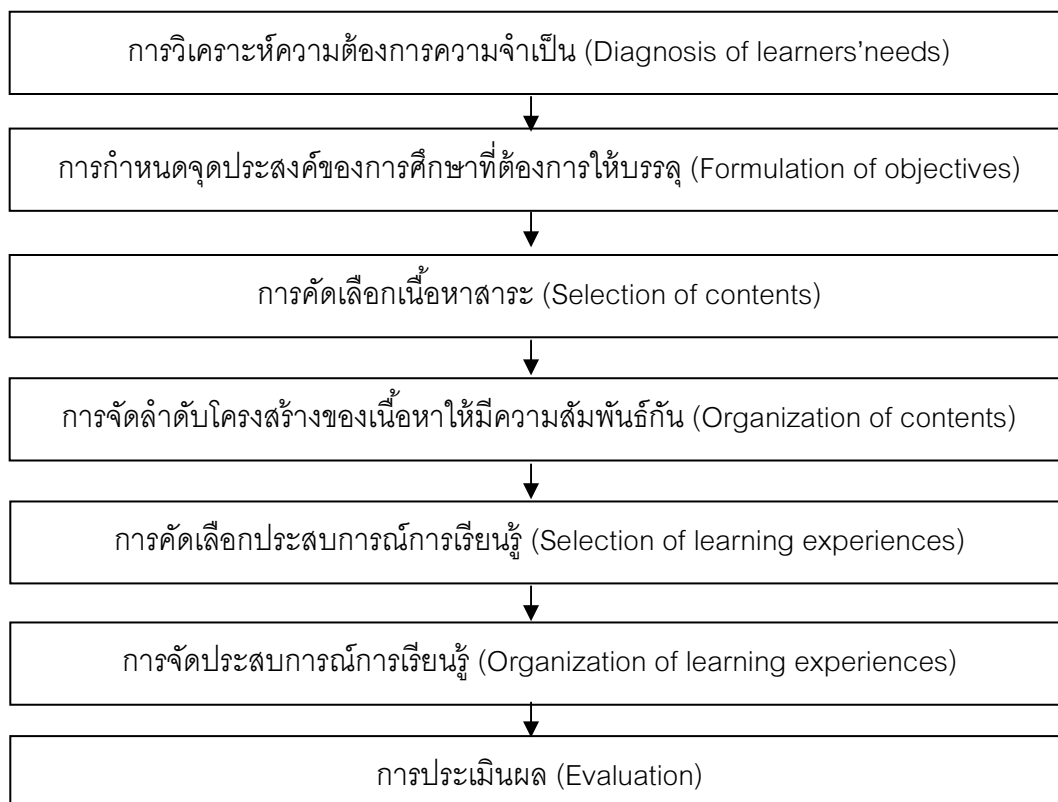 การวิเคราะห์ความต้องการความจำเป็น (Diagnosis of learners'needs)
การกำหนดจุดประสงค์ของการศึกษาที่ต้องการให้บรรลุ (Formulation of objectives)
การคัดเลือกเนื้อหาสาระ (Selection of contents)
การจัดลำดับโครงสร้างของเนื้อหาให้มีความสัมพันธ์กัน (Organization of contents)
การคัดเลือกประสบการณ์การเรียนรู้ (Selection of learning experiences)
การจัดประสบการณ์การเรียนรู้ (Organization of learning experiences)
การประเมินผล (Evaluation)